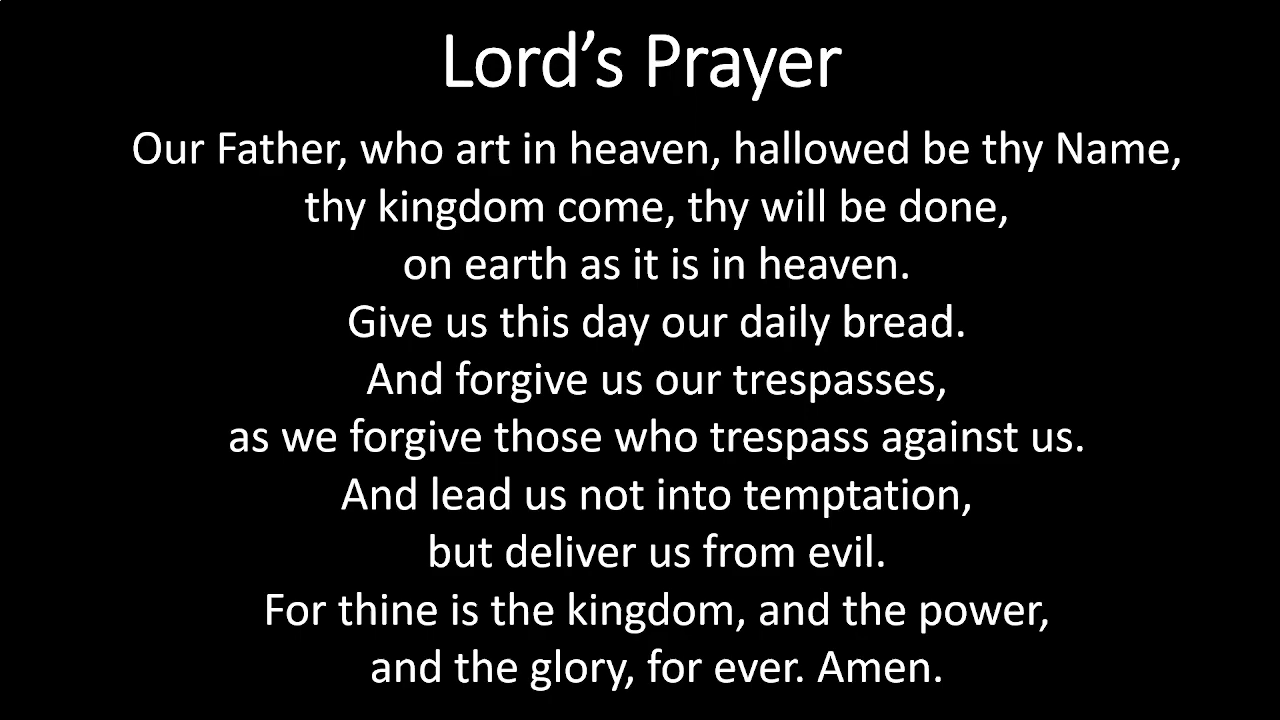 Lord’s Prayer
Our Father, who art in heaven, hallowed be thy Name,
thy kingdom come, thy will be done,
on earth as it is in heaven.
Give us this day our daily bread.
And forgive us our trespasses,
as we forgive those who trespass against us.
And lead us not into temptation,
but deliver us from evil.
For thine is the kingdom, and the power,
and the glory, for ever. Amen.